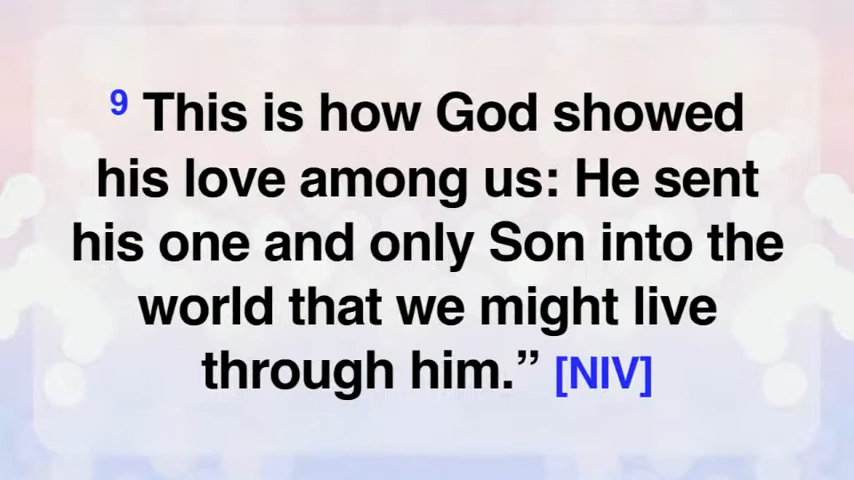 9 This is how God showed
his love among us: He sent
his one and only Son into the
world that we might live
through him.” [NIV]